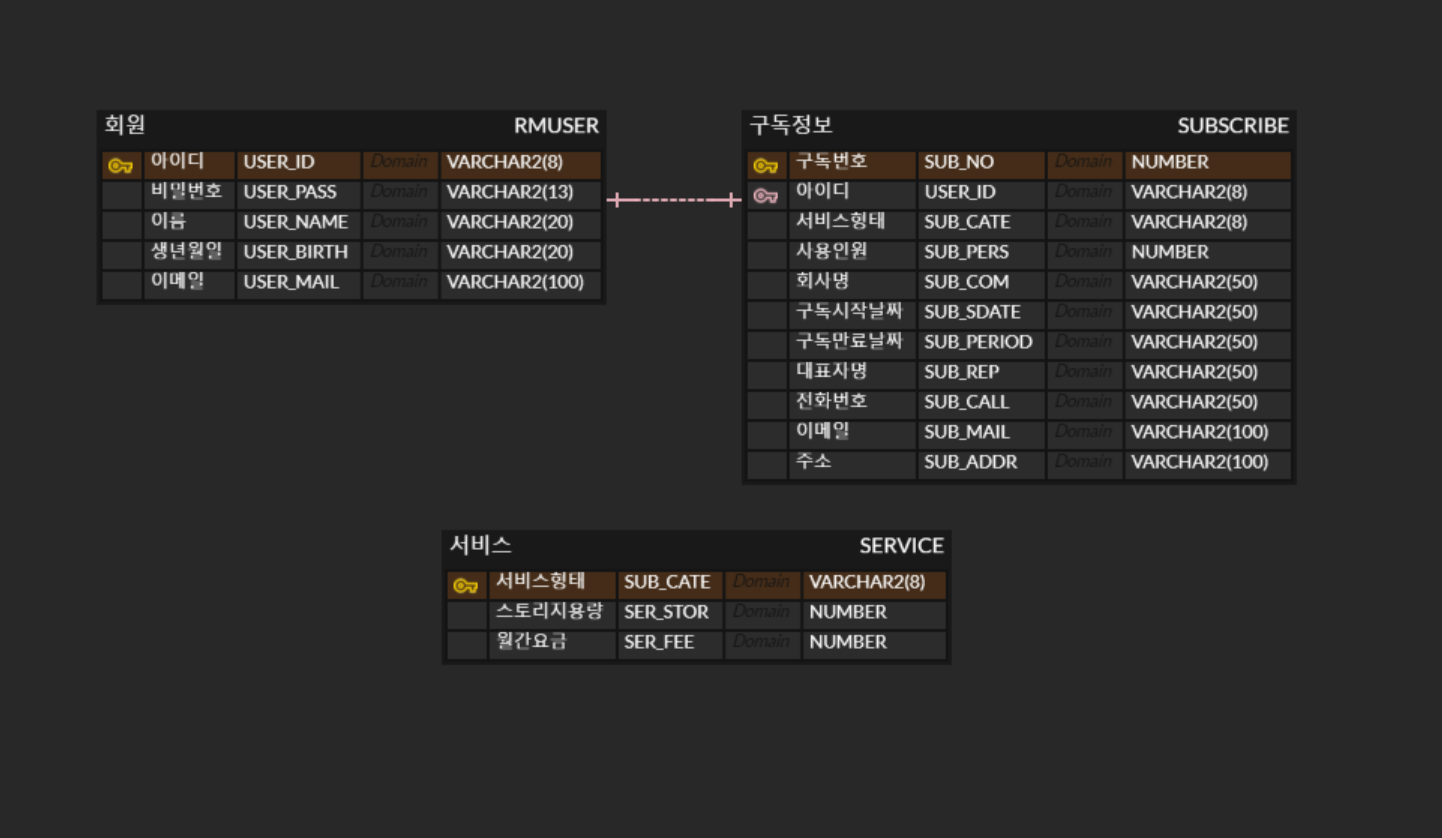 회원 RMUSER
아이디 USER_ID Domain VARCHAR2(8)
비밀번호 USER_PASS Domain VARCHAR2(13)
이름 USER_NAME Domain VARCHAR2(20)
생년월일 USER_BIRTH Domain VARCHAR2(20)
이메일 USER_MAIL Domain VARCHAR2(100)
구독정보 SUBSCRIBE
구독번호 SUB_NO Domain NUMBER
아이디 USER_ID Domain VARCHAR2(8)
서비스형태 SUB_CATE Domain VARCHAR2(8)
사용인원 SUB_PERS Domain NUMBER
회사명 SUB_COM Domain VARCHAR2(50)
구독시작날짜 SUB_SDATE Domain VARCHAR2(50)
구독만료날짜 SUB_PERIOD Domain VARCHAR2(50)
대표자명 SUB_REP Domain VARCHAR2(50)
전화번호 SUB_CALL Domain VARCHAR2(50)
이메일 SUB_MAIL Domain VARCHAR2(100)
주소 SUB_ADDR Domain VARCHAR2(100)
서비스 SERVICE
서비스형태 SUB_CATE Domain VARCHAR2(8)
스토리지용량 SER_STOR Domain NUMBER
월간요금 SER_FEE Domain NUMBER